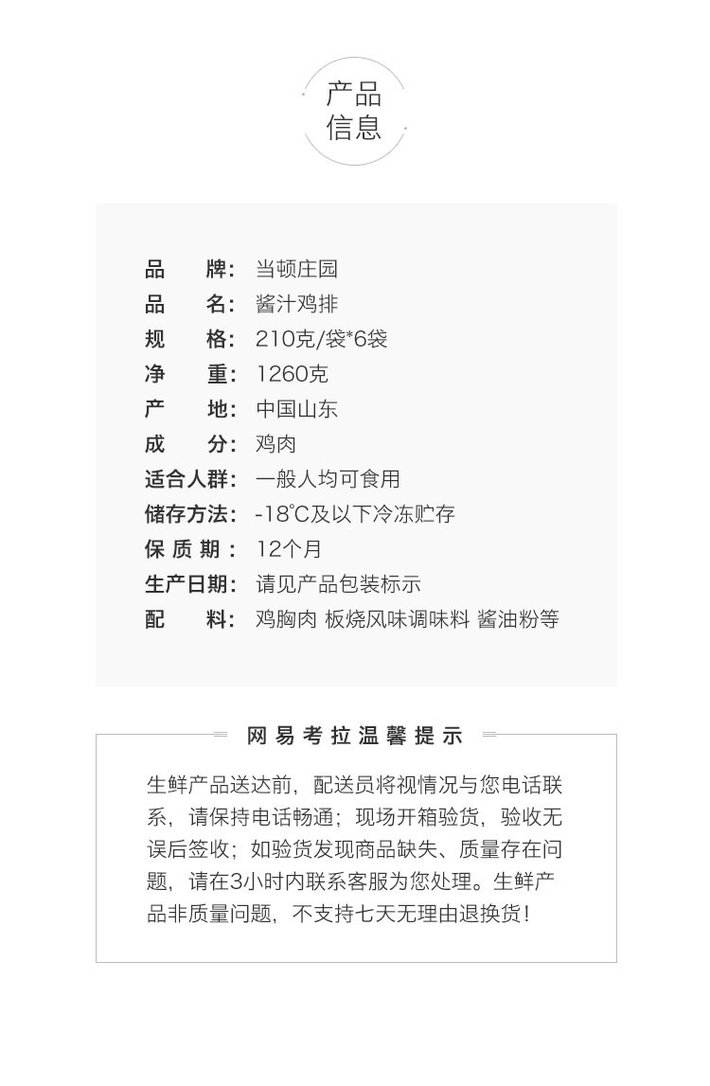 产品
信息
品 牌： 当顿庄园
品 名： 酱汁鸡排
规 格： 210克/袋*6袋
净 重： 1260克
产 地： 中国山东
成 分： 鸡肉
适合人群： 一般人均可食用
储存方法： -18℃及以下冷冻贮存
保 质 期 ： 12个月
生产日期： 请见产品包装标示
配 料： 鸡胸肉 板烧风味调味料 酱油粉等
网易考拉温馨提示
生鲜产品送达前，配送员将视情况与您电话联
系，请保持电话畅通；现场开箱验货，验收无
误后签收；如验货发现商品缺失、质量存在问
题，请在3小时内联系客服为您处理。生鲜产
品非质量问题，不支持七天无理由退换货！